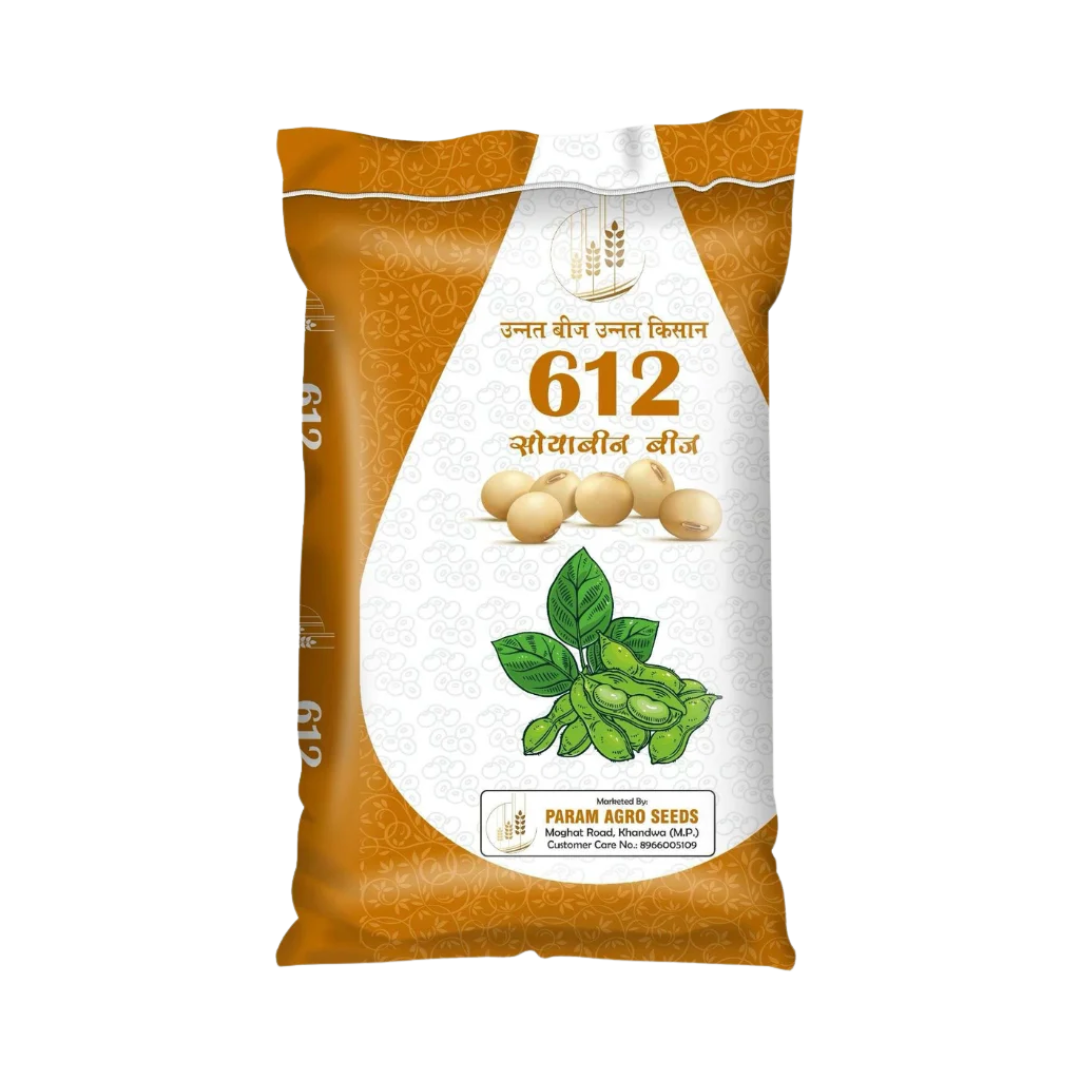 उन्नत बीज उन्नत किसान
612
सोयाबीन बीज
612
612
Marketed By:
PARAM AGRO SEEDS
Moghat Road, Khandwa (M.P.)
Customer Care No.: 8966005109